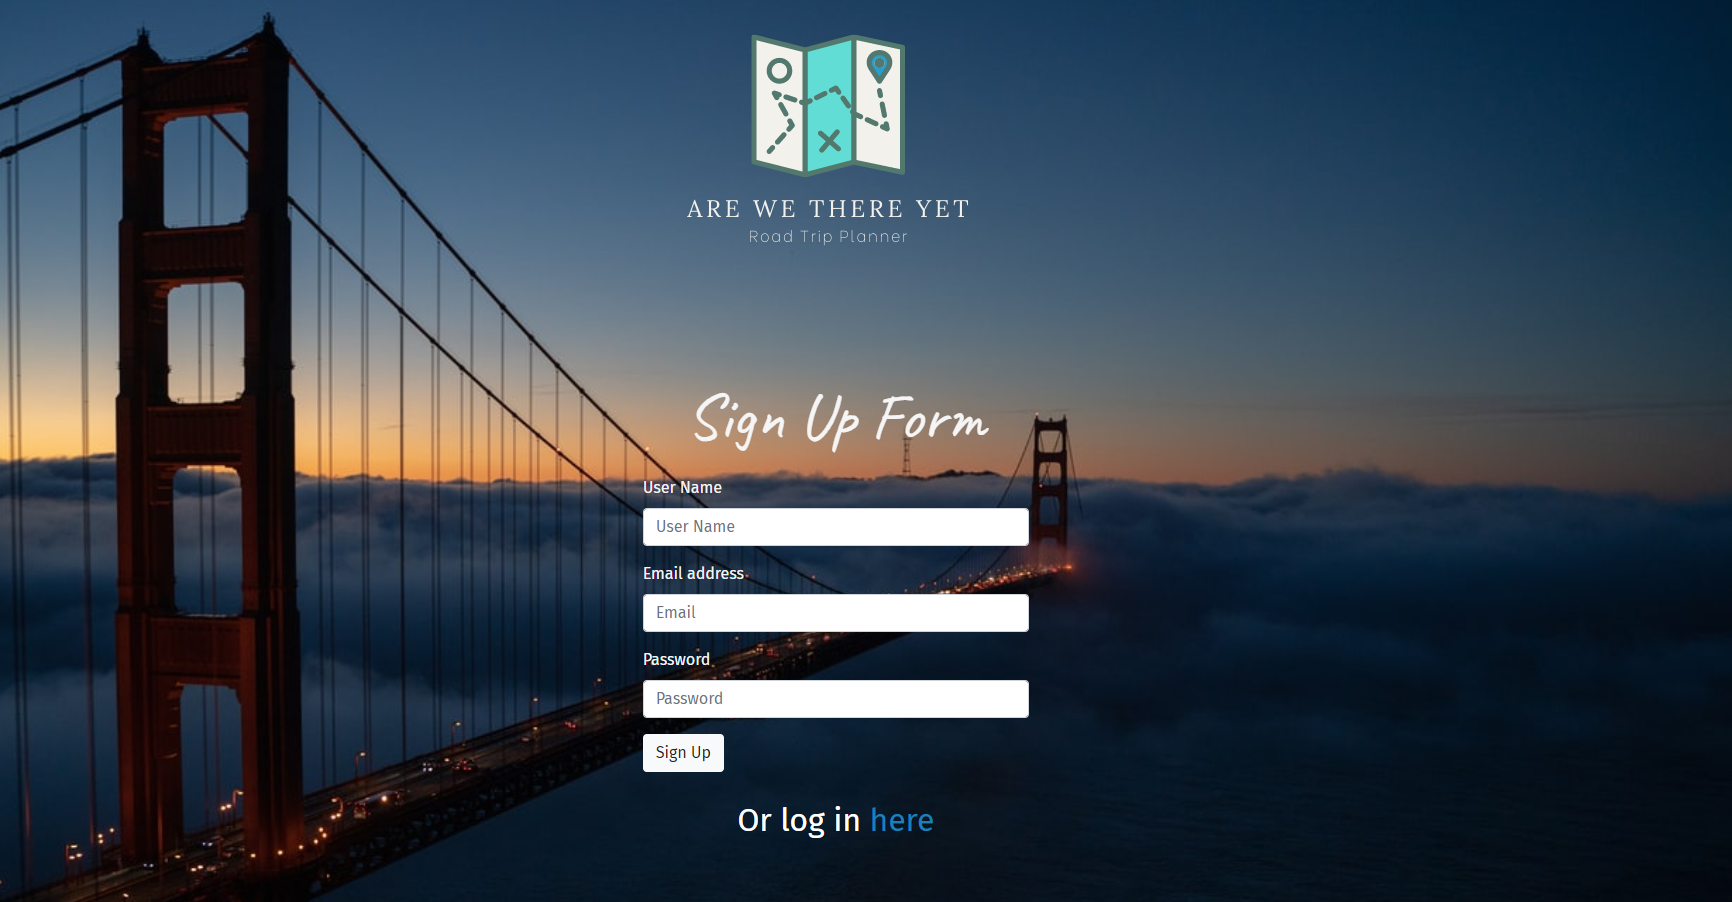 ARE WE THERE YET
Road Trip Planner
Sign Up Form
User Name
User Name
Email address
Email
Password
Password
Sign Up
Or log in here